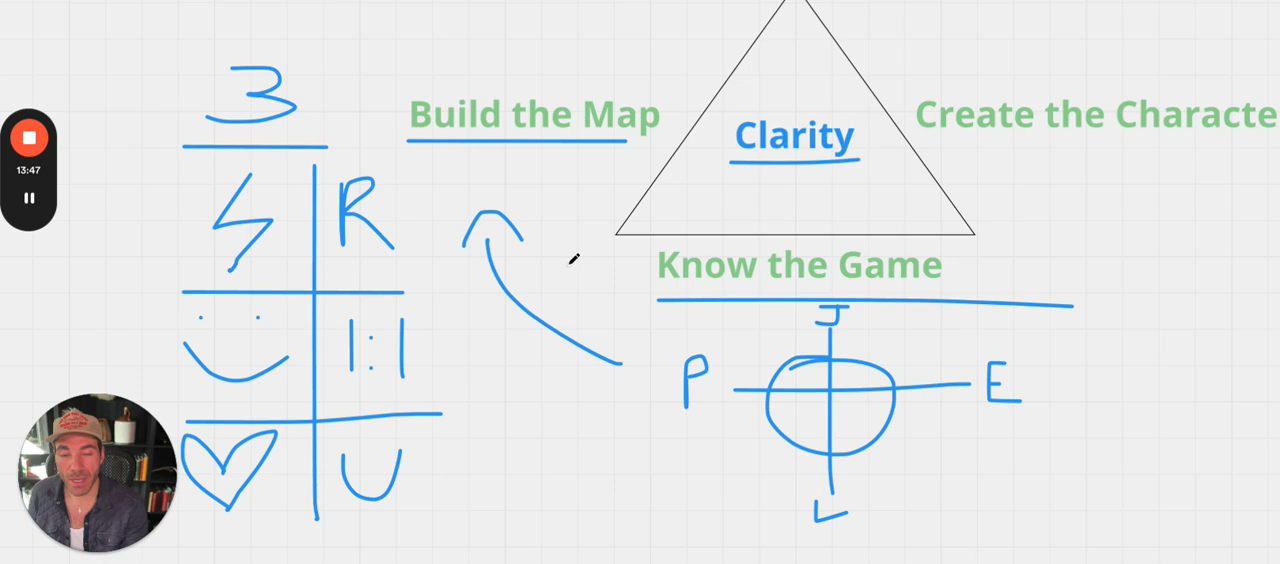 3
Build the Map
Create the Characte
Clarity
R
Know the Game
1:1
J
P
E
U
L
13:47